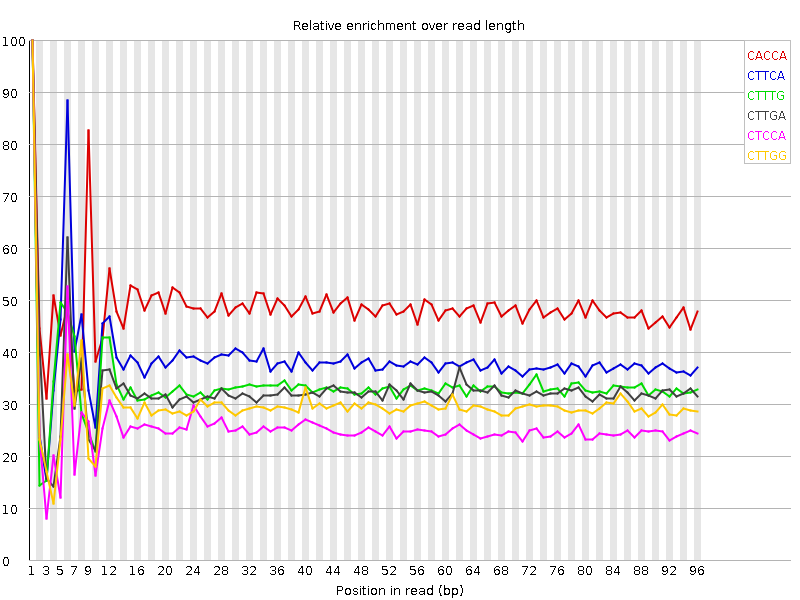 Relative enrichment over read length
100
90
80
70
60
50
40
30
20
10
0
CACCA
CTTCA
CTTTG
CTTGA
CTCCA
CTTGG
1 3 5 7 9 12 16 20 24 28 32 36 40 44 48 52 56 60 64 68 72 76 80 84 88 92 96
Position in read (bp)